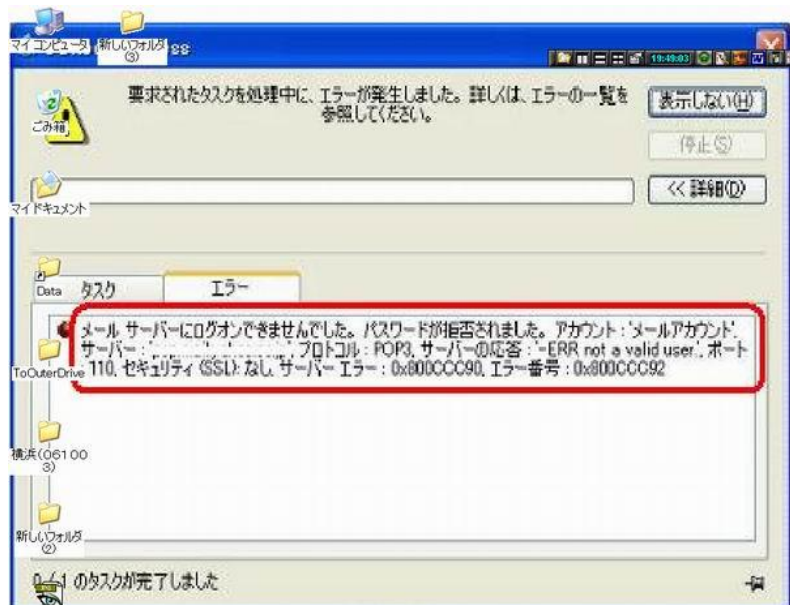 マイ コンピュータ
新しいフォルダ
(3)
ss
19:49:03
要求されたタスクを処理中に、エラーが発生しました。詳しくは、エラーの一覧を
参照してください。
表示しない(H)
ごみ箱
停止(S)
<< 詳細(D)
マイドキュメント
Data
タスク
エラー
メール サーバーにログオンできませんでした。パスワードが拒否されました。アカウント : 'メールアカウント',
サーバー : プロトコル : POP3, サーバーの応答 : '-ERR not a valid user.', ポート
ToOuterDrive
110, セキュリティ (SSL): なし, サーバー エラー : 0x800CCC90, エラー番号 : 0x800CCC92
横浜(06100
3)
新しいフォルダ
(2)
0 / 1 のタスクが完了しました